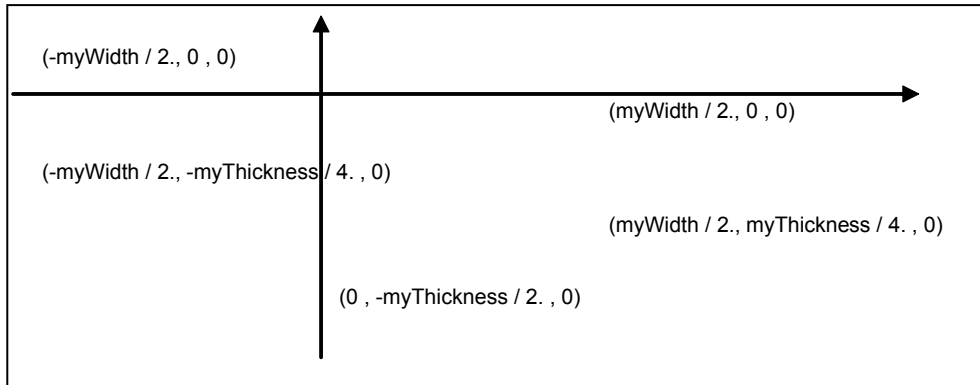 (-myWidth / 2., 0 , 0)
(myWidth / 2., 0 , 0)
(-myWidth / 2., -myThickness / 4. , 0)
(myWidth / 2., myThickness / 4. , 0)
(0 , -myThickness / 2. , 0)